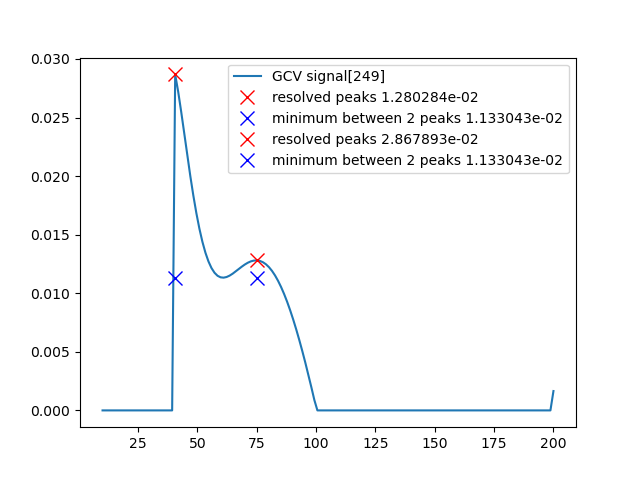 0.030
0.025
0.020
0.015
0.010
0.005
0.000
GCV signal[249]
resolved peaks 1.280284e-02
minimum between 2 peaks 1.133043e-02
resolved peaks 2.867893e-02
minimum between 2 peaks 1.133043e-02
25 50 75 100 125 150 175 200